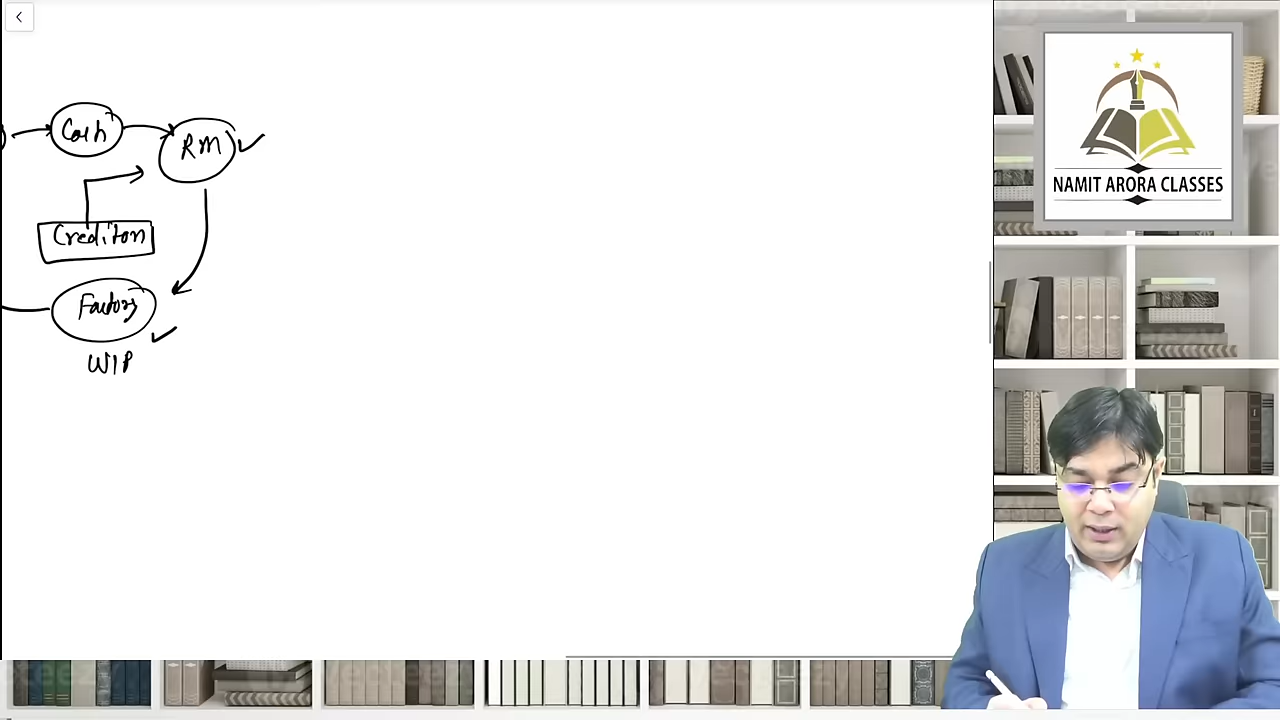 Cash
RM
Creditors
Factory
WIP
NAMIT ARORA CLASSES